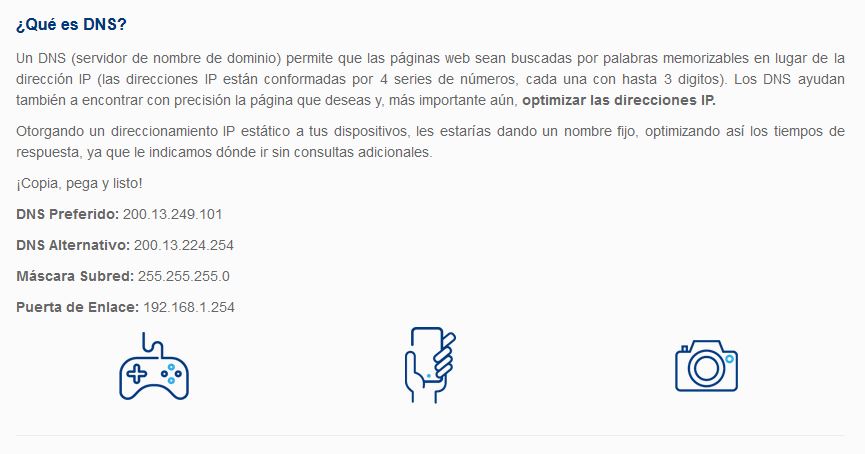 ¿Qué es DNS?
Un DNS (servidor de nombre de dominio) permite que las páginas web sean buscadas por palabras memorizables en lugar de la
dirección IP (las direcciones IP están conformadas por 4 series de números, cada una con hasta 3 digitos). Los DNS ayudan
también a encontrar con precisión la página que deseas y, más importante aún, optimizar las direcciones IP.
Otorgando un direccionamiento IP estático a tus dispositivos, les estarías dando un nombre fijo, optimizando así los tiempos de
respuesta, ya que le indicamos dónde ir sin consultas adicionales.
¡Copia, pega y listo!
DNS Preferido: 200.13.249.101
DNS Alternativo: 200.13.224.254
Máscara Subred: 255.255.255.0
Puerta de Enlace: 192.168.1.254